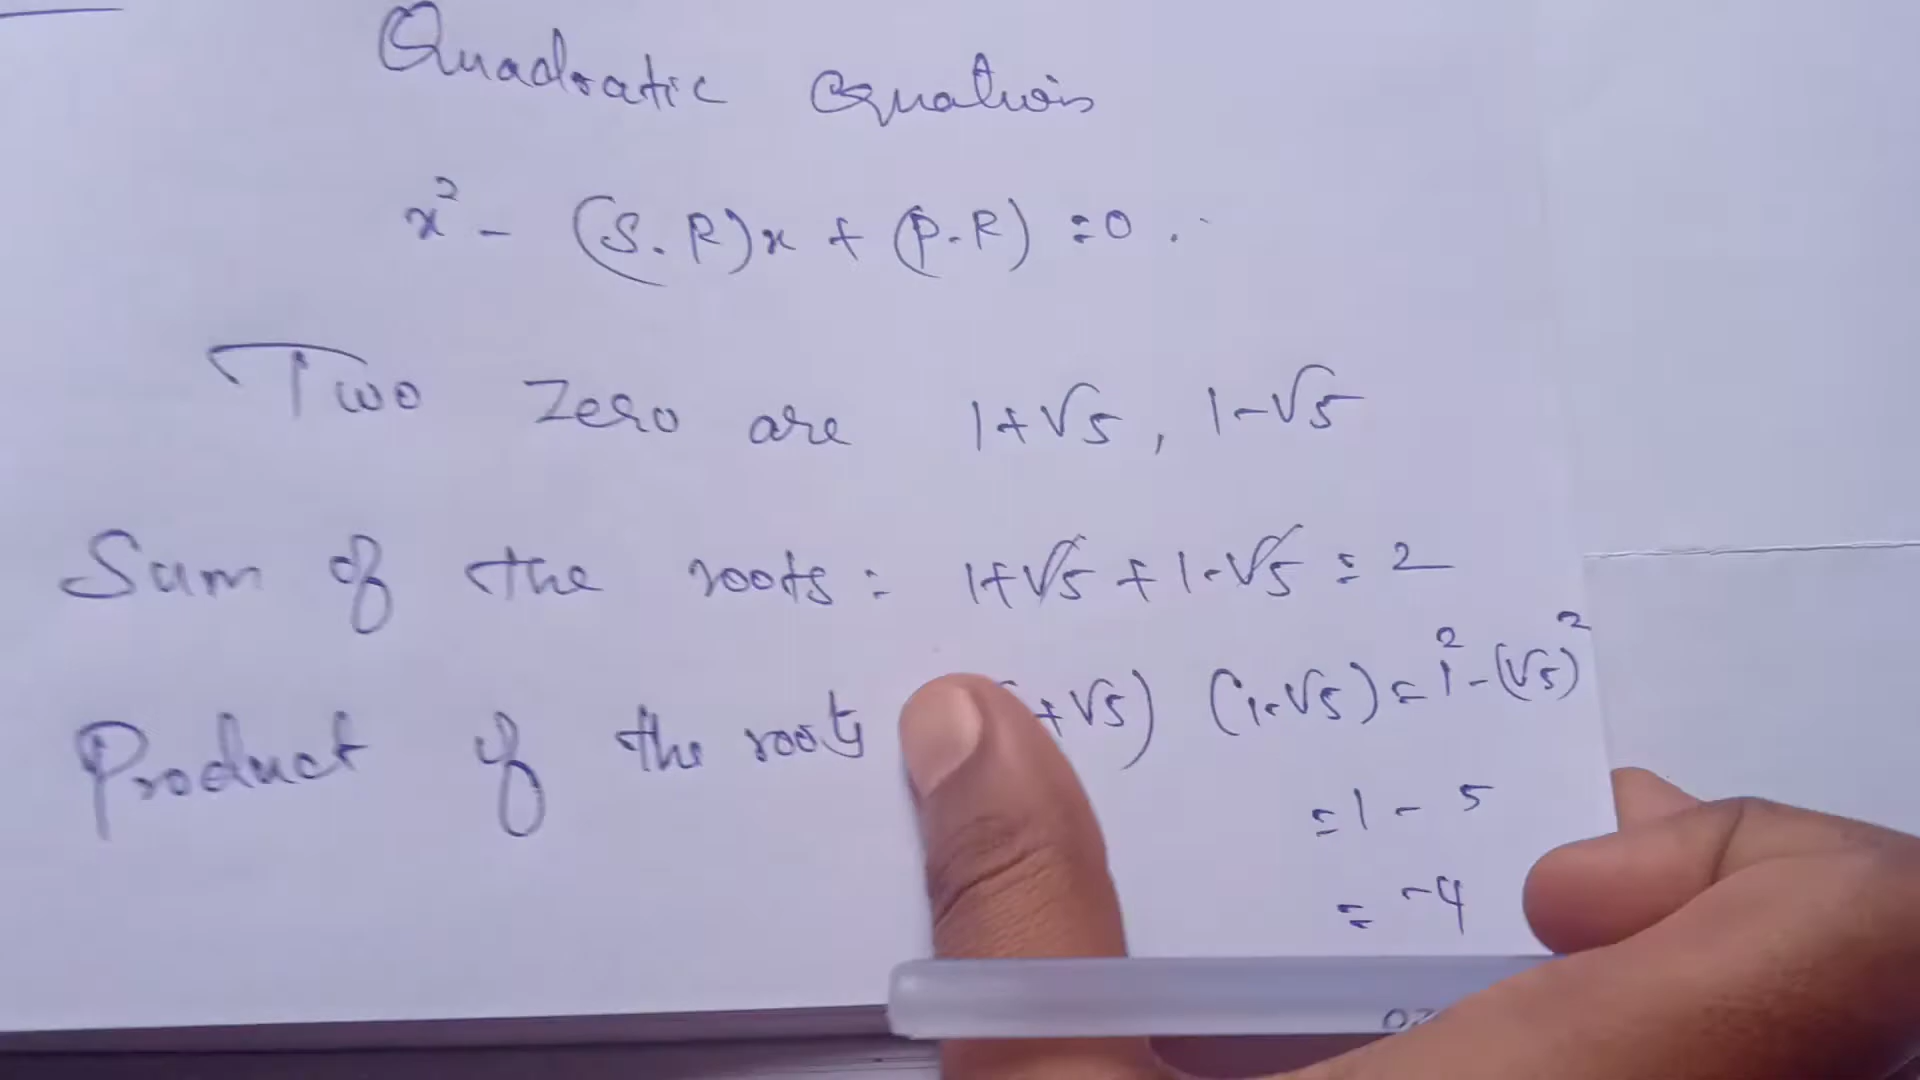 Quadratic equation
x² - (S.R)x + (P.R) = 0.
Two Zero are 1+√5, 1-√5
Sum of the roots = 1+√5 + 1-√5 = 2
Product of the roots +√5) (1-√5) = 1² - (√5)²
= 1 - 5
= -4